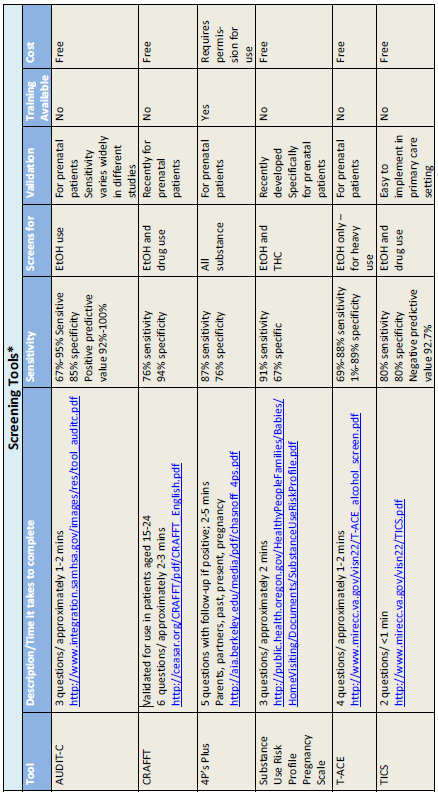 Screening Tools*
Tool
Description/Time It takes to complete
Sensitivity
Screens for
Validation
Training
Available
Cost
AUDIT-C
3 questions/ approximately 1-2 mins
http://www.integration.samhsa.gov/images/res/tool_auditc.pdf
67%-95% Sensitive
85% specificity
Positive predictive
value 92%-100%
EtOH use
For prenatal
patients
Sensitivity
varies widely
in different
studies
No
Free
CRAFFT
Validated for use in patients aged 15-24
6 questions/ approximately 2-3 mins
http://ceasar.org/CRAFFT/pdf/CRAFFT_English.pdf
76% sensitivity
94% specificity
EtOH and
drug use
Recently for
prenatal
patients
No
Free
4P's Plus
5 questions with follow-up if positive; 2-5 mins
Parents, partners, past, present, pregnancy
http://aia.berkeley.edu/media/pdf/chasnoff_4ps.pdf
87% sensitivity
76% specificity
All
substance
For prenatal
patients
Yes
Requires
permis-
sion for
use
Substance
Use Risk
Profile
Pregnancy
Scale
3 questions/ approximately 2 mins
http://public.health.oregon.gov/HealthyPeopleFamilies/Babies/
HomeVisiting/Documents/SubstanceUseRiskProfile.pdf
91% sensitivity
67% specific
EtOH and
THC
Recently
developed
Specifically
for prenatal
patients
No
Free
T-ACE
4 questions/ approximately 1-2 mins
http://www.mirecc.va.gov/visn22/T-ACE_alcohol_screen.pdf
69%-88% sensitivity
1%-89% specificity
EtOH only –
for heavy
use
For prenatal
patients
No
Free
TICS
2 questions/ <1 min
http://www.mirecc.va.gov/visn22/TICS.pdf
80% sensitivity
80% specificity
Negative predictive
value 92.7%
EtOH and
drug use
Easy to
implement in
primary care
setting
No
Free